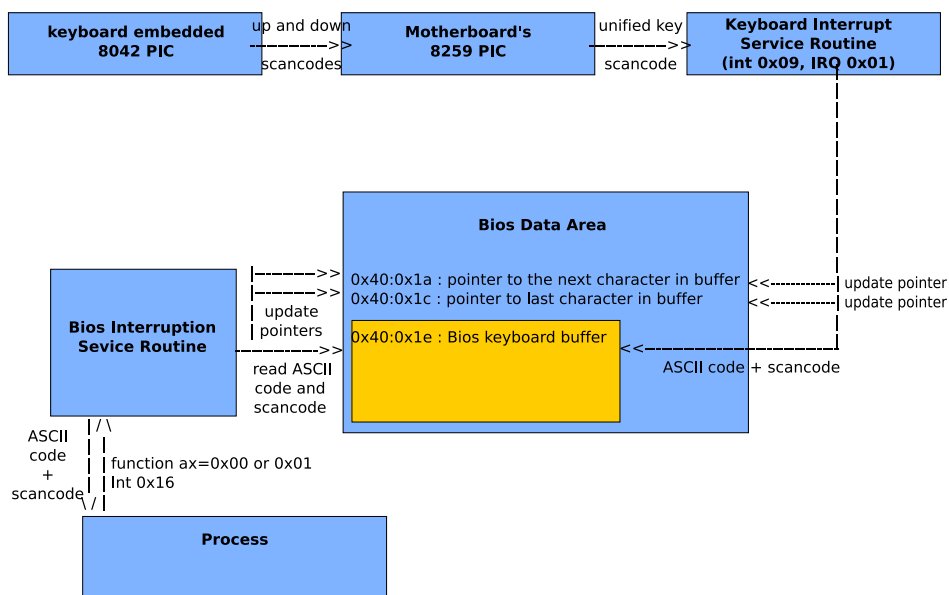 keyboard embedded
8042 PIC
up and down
scancodes
Motherboard's
8259 PIC
unified key
scancode
Keyboard Interrupt
Service Routine
(int 0x09, IRQ 0x01)
Bios Data Area
0x40:0x1a : pointer to the next character in buffer
0x40:0x1c : pointer to last character in buffer
update pointer
update pointer
update
pointers
Bios Interruption
Sevice Routine
0x40:0x1e : Bios keyboard buffer
read ASCII
code and
scancode
ASCII code + scancode
ASCII
code
+
scancode
function ax=0x00 or 0x01
Int 0x16
Process